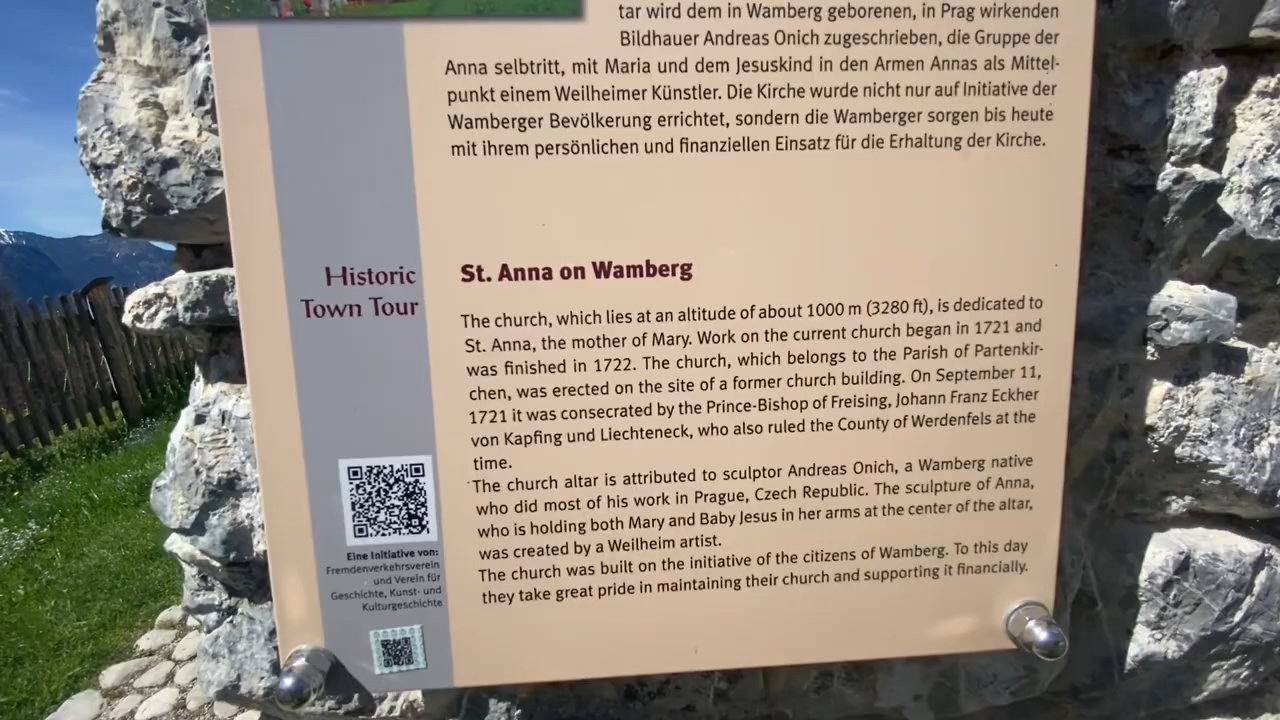 tar wird dem in Wamberg geborenen, in Prag wirkenden
Bildhauer Andreas Onich zugeschrieben, die Gruppe der
Anna selbtritt, mit Maria und dem Jesuskind in den Armen Annas als Mittel-
punkt einem Weilheimer Künstler. Die Kirche wurde nicht nur auf Initiative der
Wamberger Bevölkerung errichtet, sondern die Wamberger sorgen bis heute
mit ihrem persönlichen und finanziellen Einsatz für die Erhaltung der Kirche.
Historic
Town Tour
St. Anna on Wamberg
The church, which lies at an altitude of about 1000 m (3280 ft), is dedicated to
St. Anna, the mother of Mary. Work on the current church began in 1721 and
was finished in 1722. The church, which belongs to the Parish of Partenkir-
chen, was erected on the site of a former church building. On September 11,
1721 it was consecrated by the Prince-Bishop of Freising, Johann Franz Eckher
von Kapfing und Liechteneck, who also ruled the County of Werdenfels at the
time.
The church altar is attributed to sculptor Andreas Onich, a Wamberg native
who did most of his work in Prague, Czech Republic. The sculpture of Anna,
who is holding both Mary and Baby Jesus in her arms at the center of the altar,
was created by a Weilheim artist.
The church was built on the initiative of the citizens of Wamberg. To this day
they take great pride in maintaining their church and supporting it financially.
Eine Initiative von:
Fremdenverkehrsverein
und Verein für
Geschichte, Kunst- und
Kulturgeschichte